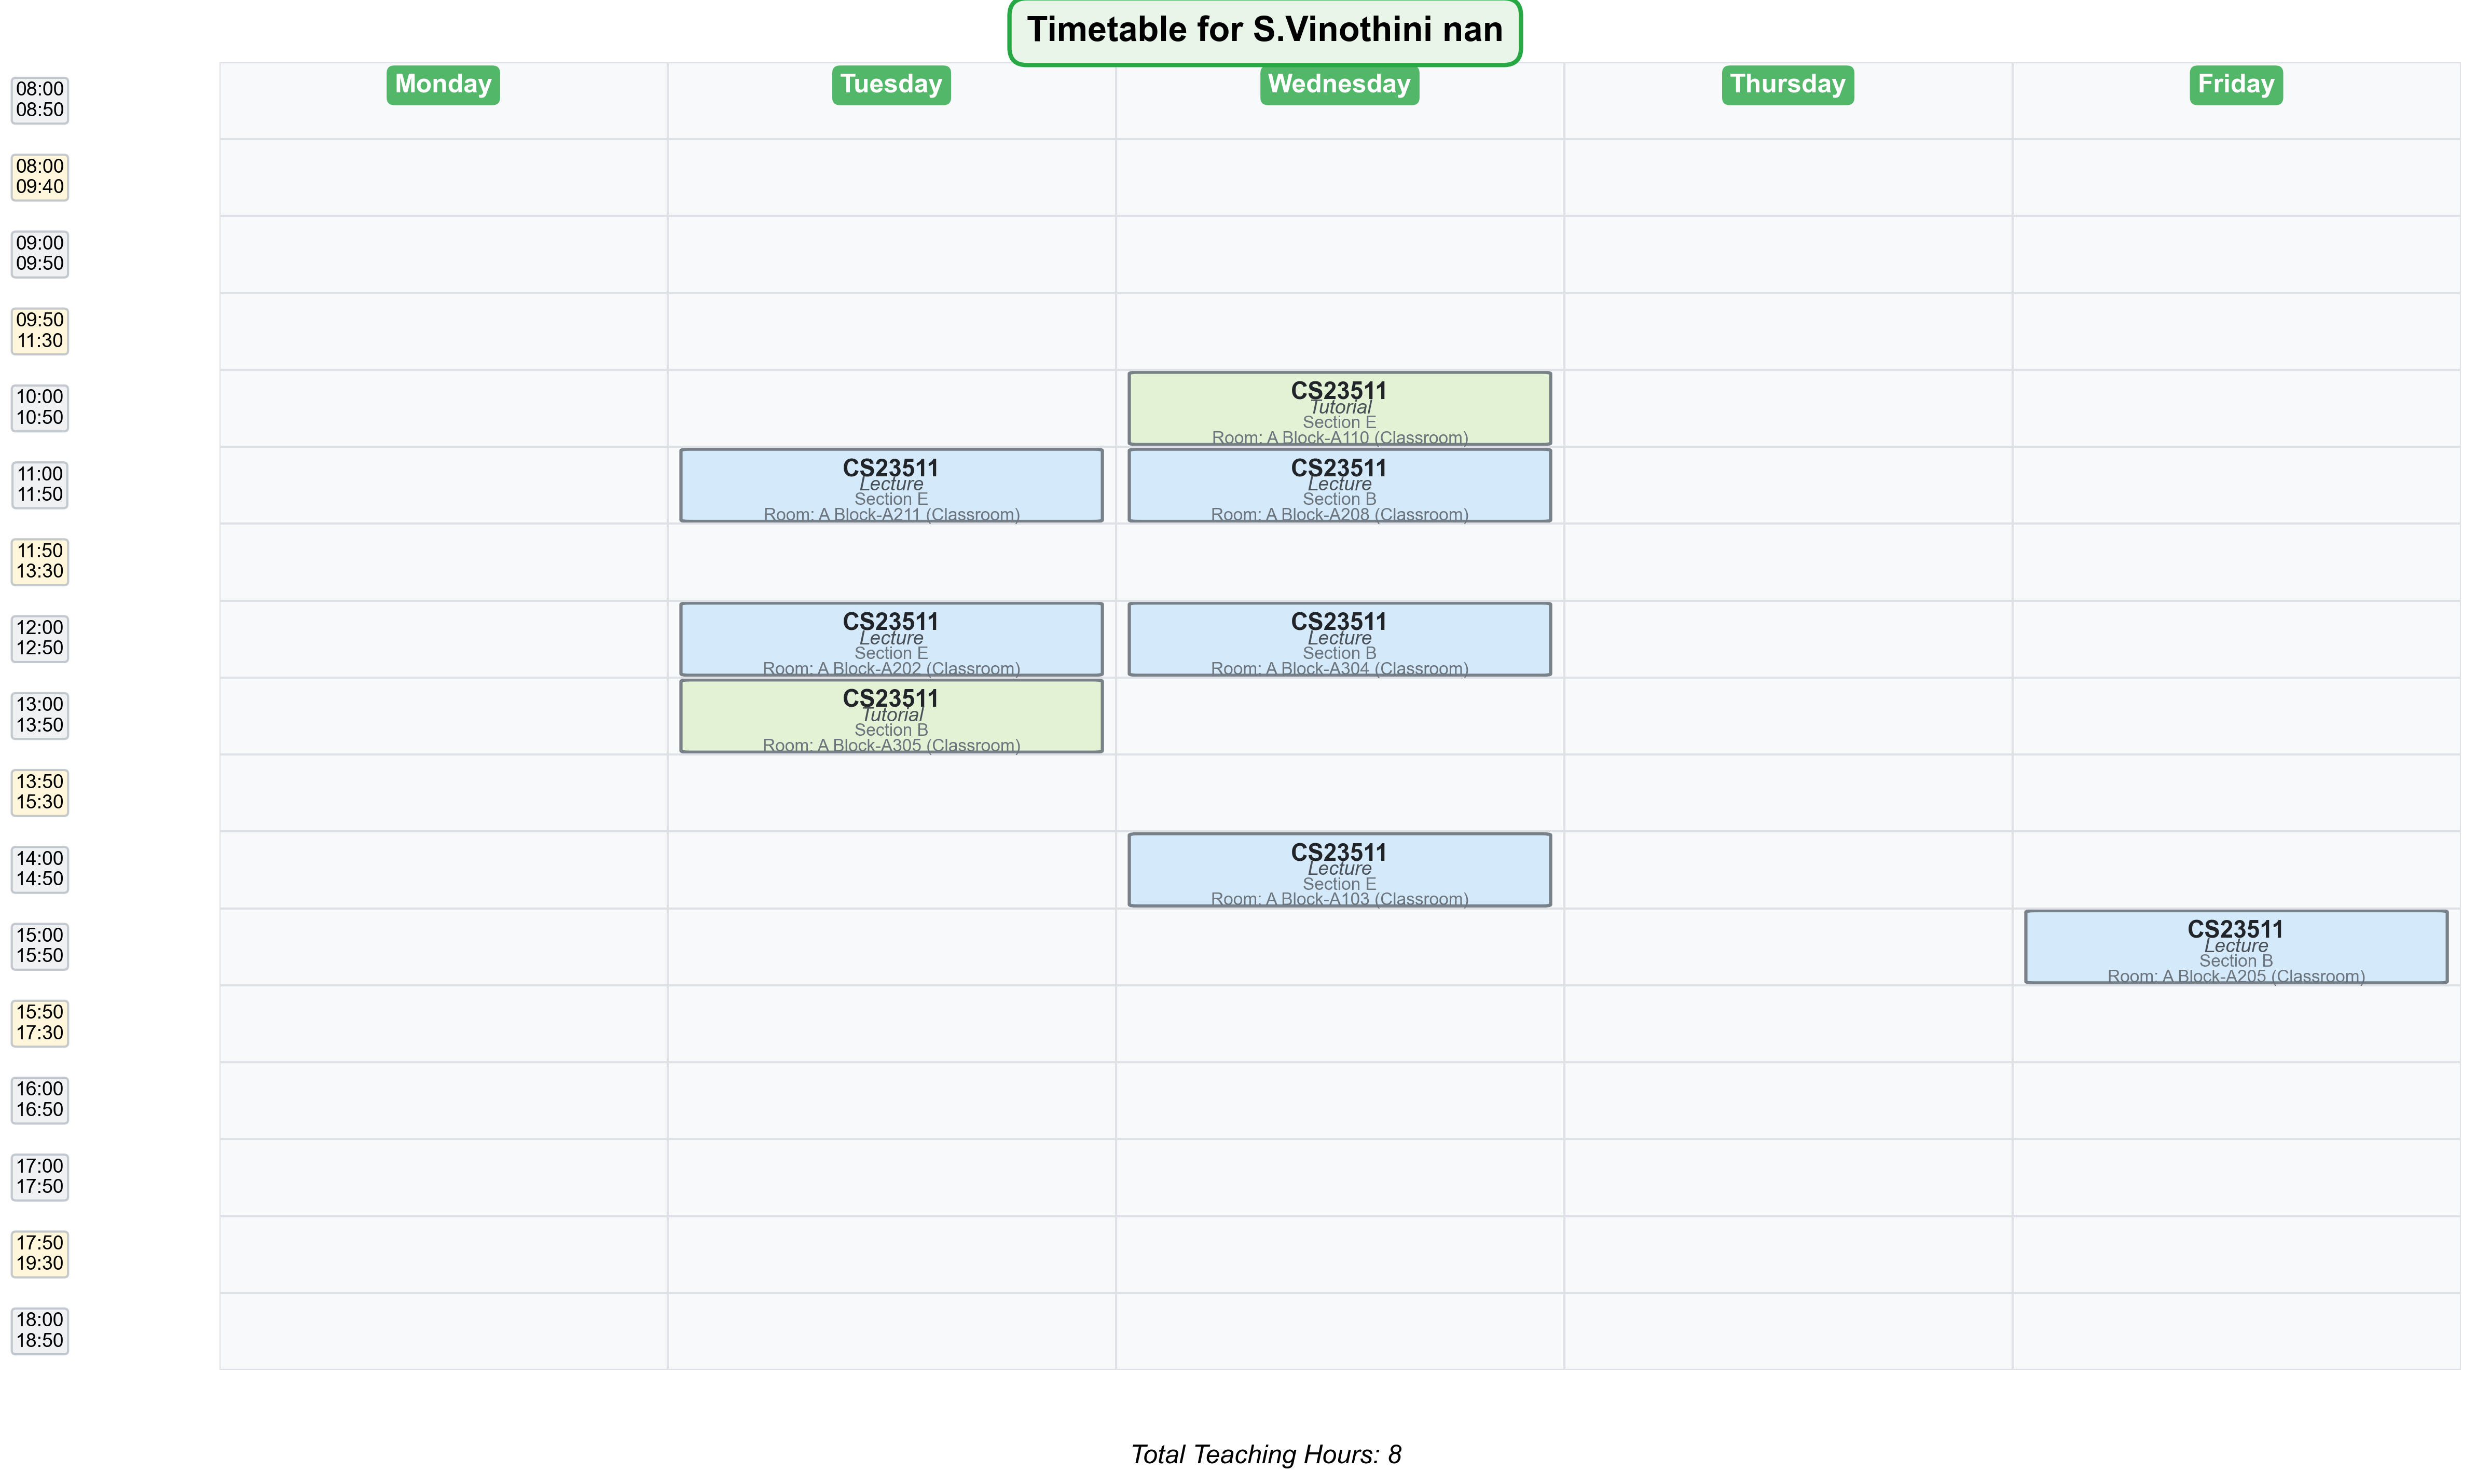 Timetable for S.Vinothini nan
Monday
Tuesday
Wednesday
Thursday
Friday
08:00
08:50
08:00
09:40
09:00
09:50
09:50
11:30
10:00
10:50
CS23511
Tutorial
Section E
Room: A Block-A110 (Classroom)
11:00
11:50
CS23511
Lecture
Section E
Room: A Block-A211 (Classroom)
CS23511
Lecture
Section B
Room: A Block-A208 (Classroom)
11:50
13:30
12:00
12:50
CS23511
Lecture
Section E
Room: A Block-A202 (Classroom)
CS23511
Lecture
Section B
Room: A Block-A304 (Classroom)
13:00
13:50
CS23511
Tutorial
Section B
Room: A Block-A305 (Classroom)
13:50
15:30
14:00
14:50
CS23511
Lecture
Section E
Room: A Block-A103 (Classroom)
15:00
15:50
CS23511
Lecture
Section B
Room: A Block-A205 (Classroom)
15:50
17:30
16:00
16:50
17:00
17:50
17:50
19:30
18:00
18:50
Total Teaching Hours: 8